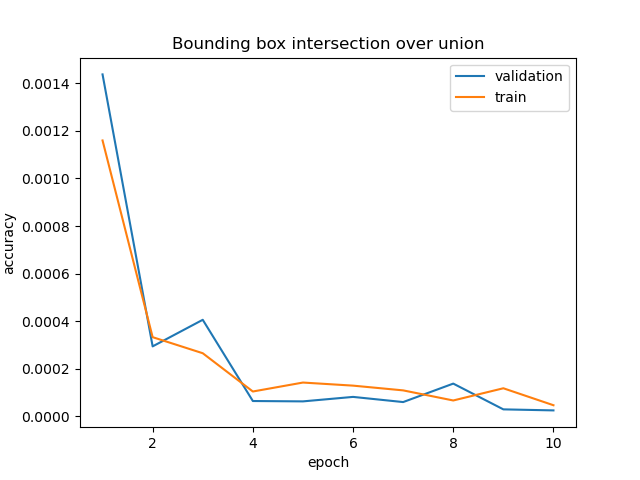 Bounding box intersection over union
validation
train
0.0014
0.0012
0.0010
0.0008
0.0006
0.0004
0.0002
0.0000
accuracy
2
4
6
8
10
epoch